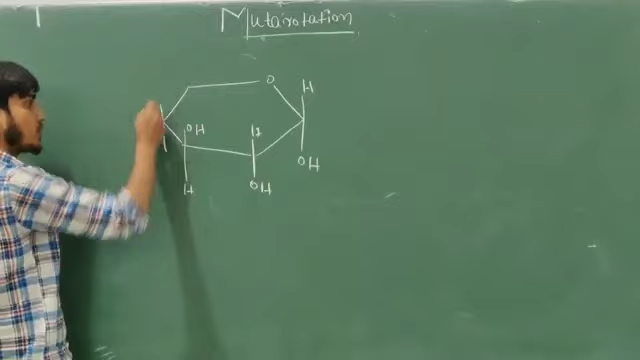 Mutarotation
O
H
OH H
OH
H OH